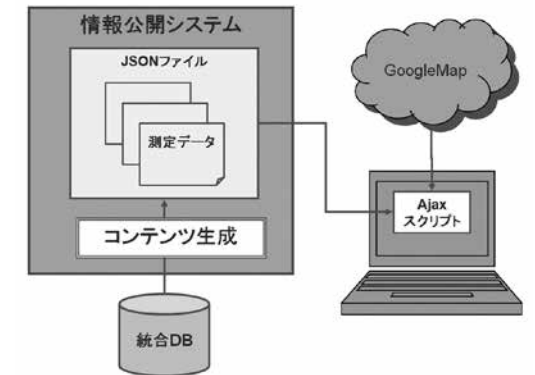 情報公開システム
JSONファイル
測定データ
コンテンツ生成
統合DB
GoogleMap
Ajax
スクリプト